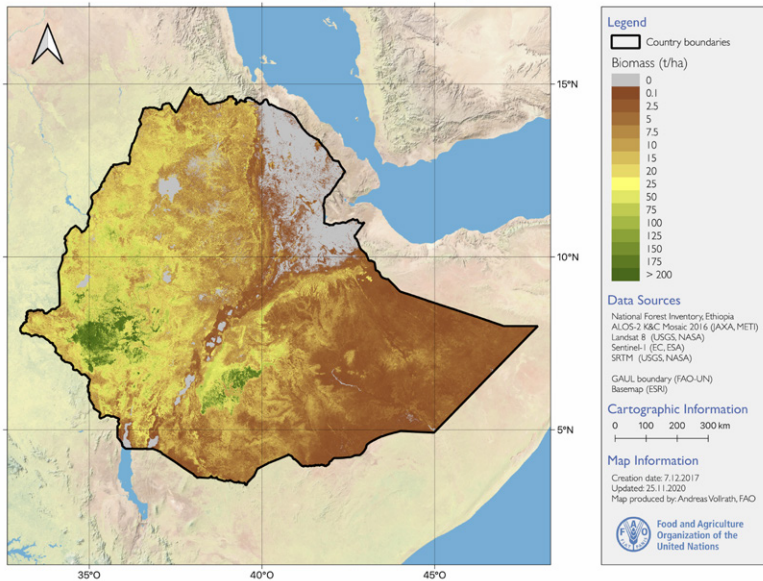 15°N
10°N
5°N
35°O
40°O
45°O
Legend
Country boundaries
Biomass (t/ha)
0
0.1
2.5
5
7.5
10
15
20
25
50
75
100
125
150
175
> 200
Data Sources
National Forest Inventory, Ethiopia
ALOS-2 K&C Mosaic 2016 (JAXA, METI)
Landsat 8 (USGS, NASA)
Sentinel-1 (EC, ESA)
SRTM (USGS, NASA)
GAUL boundary (FAO-UN)
Basemap (ESRI)
Cartographic Information
0 100 200 300 km
Map Information
Creation date: 7.12.2017
Updated: 25.11.2020
Map produced by: Andreas Vollrath, FAO
F A O
FIAT PANIS
Food and Agriculture
Organization of the
United Nations